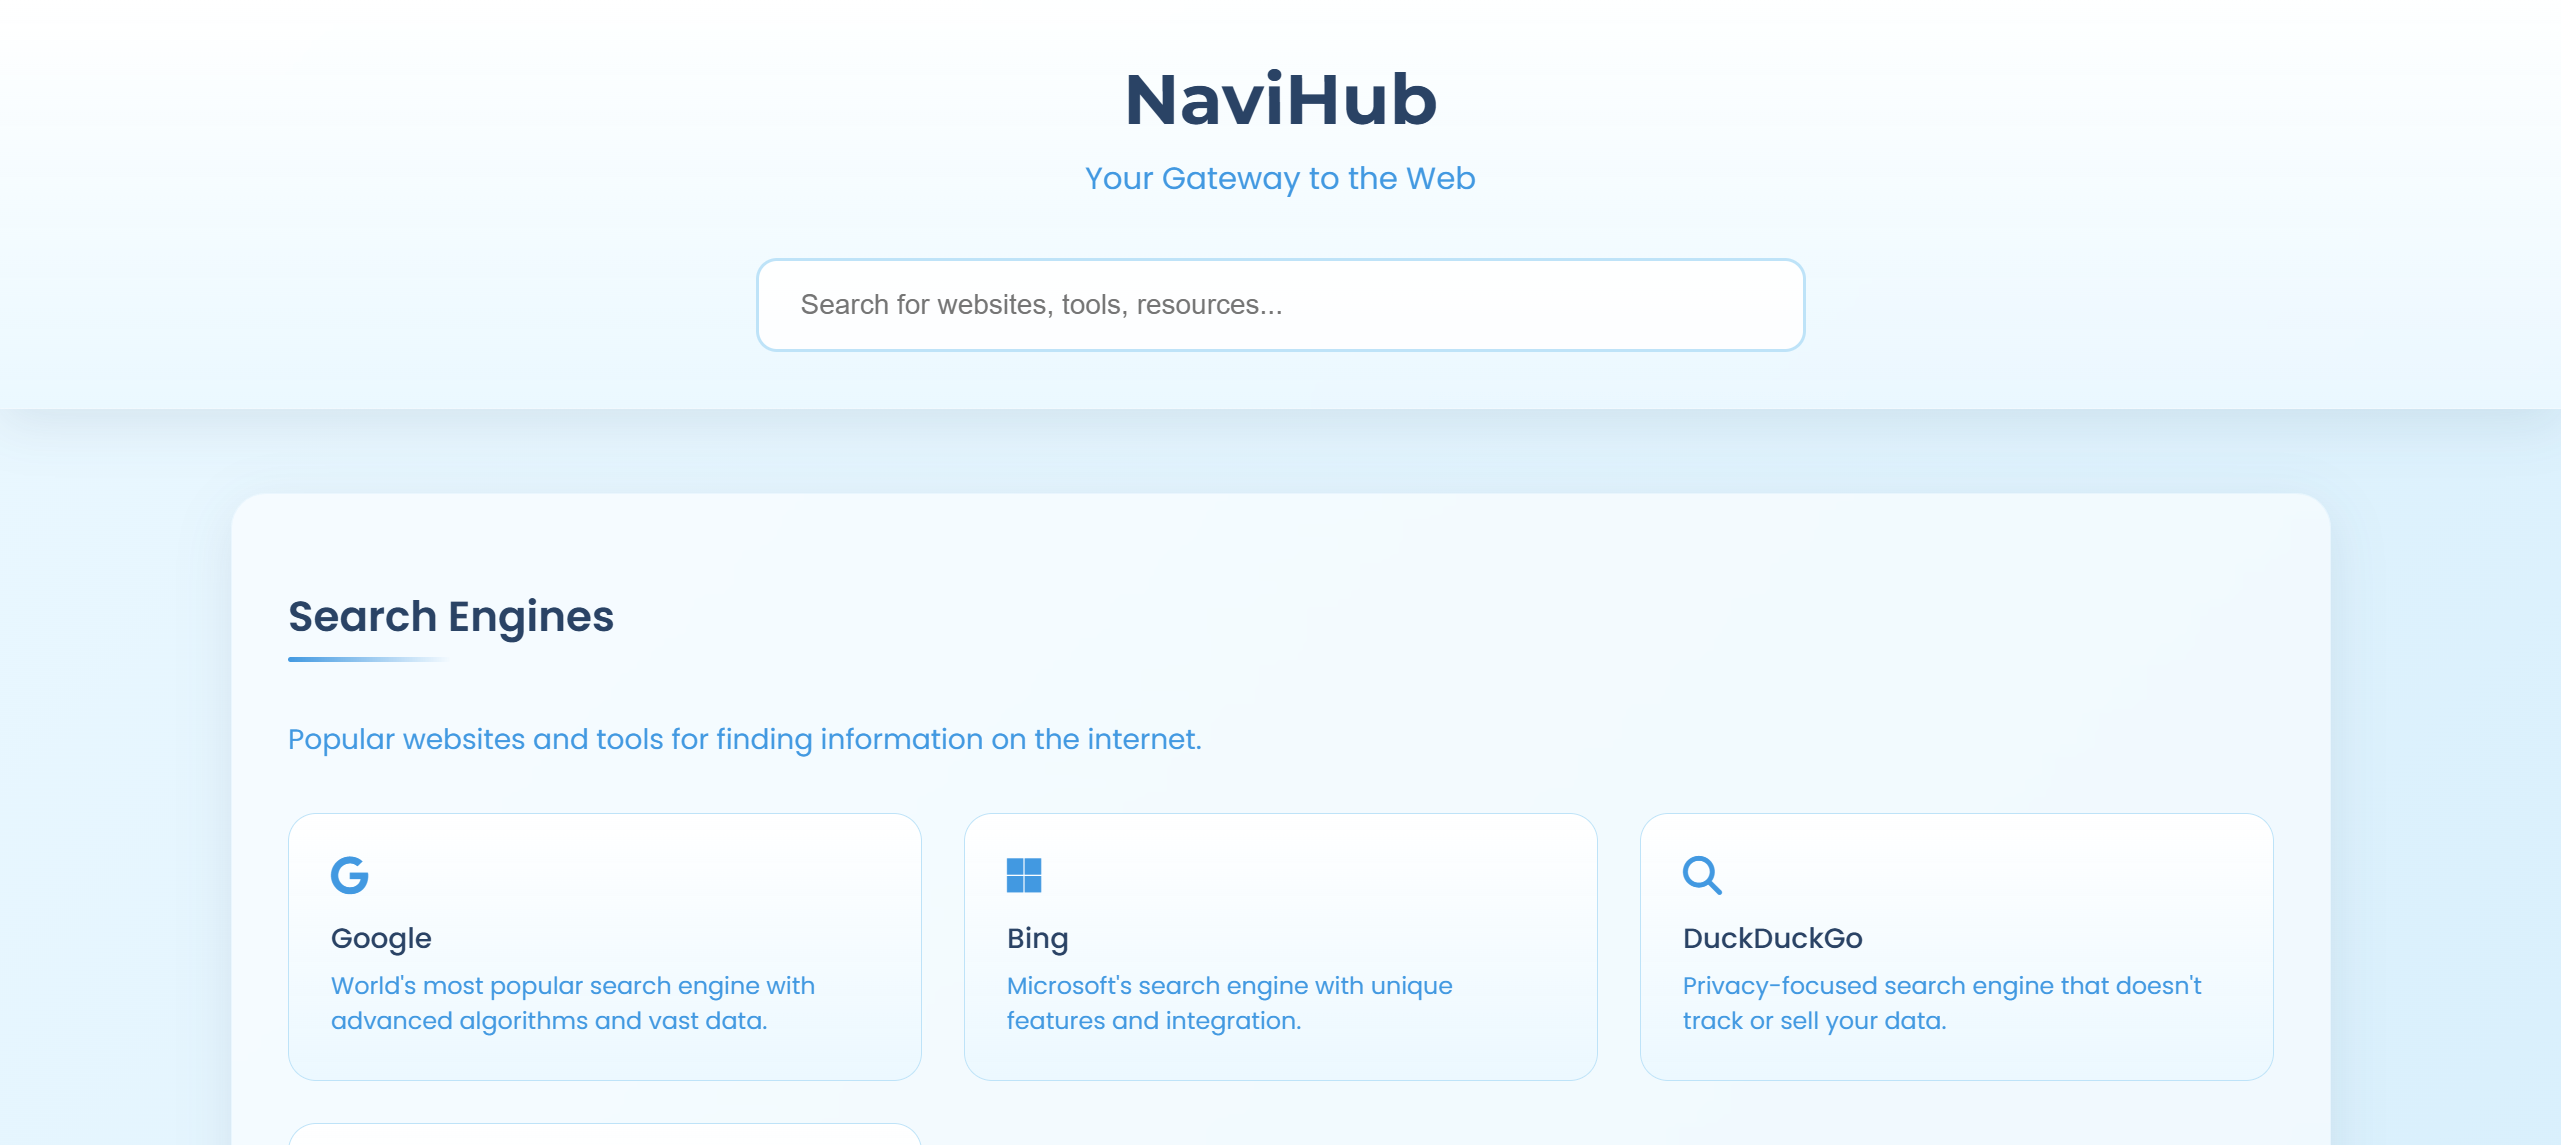 NaviHub
Your Gateway to the Web
Search for websites, tools, resources...
Search Engines
Popular websites and tools for finding information on the internet.
Google
World's most popular search engine with
advanced algorithms and vast data.
Bing
Microsoft's search engine with unique
features and integration.
DuckDuckGo
Privacy-focused search engine that doesn't
track or sell your data.